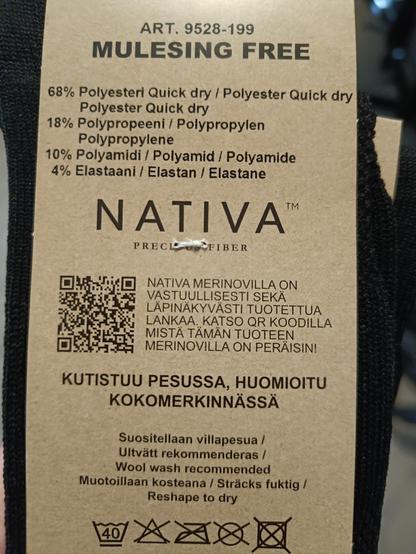 ART. 9528-199
MULESING FREE
68% Polyesteri Quick dry / Polyester Quick dry
Polyester Quick dry
18% Polypropeeni / Polypropylen
Polypropylene
10% Polyamidi / Polyamid / Polyamide
4% Elastaani / Elastan / Elastane
NATIVA™
FIBER
NATIVA MERINOVILLA ON
VASTUULLISESTI SEKÄ
LÄPINÄKYVÄSTI TUOTETTUA
LANKAA. KATSO QR KOODILLA
MISTÄ TÄMÄN TUOTEEN
MERINOVILLA ON PERÄISIN!
KUTISTUU PESUSSA, HUOMIOITU
KOKOMERKINNÄSSÄ
Suositellaan villapesua /
Ultvätt rekommenderas /
Wool wash recommended
Muotoillaan kosteana / Sträcks fuktig /
Reshape to dry
40